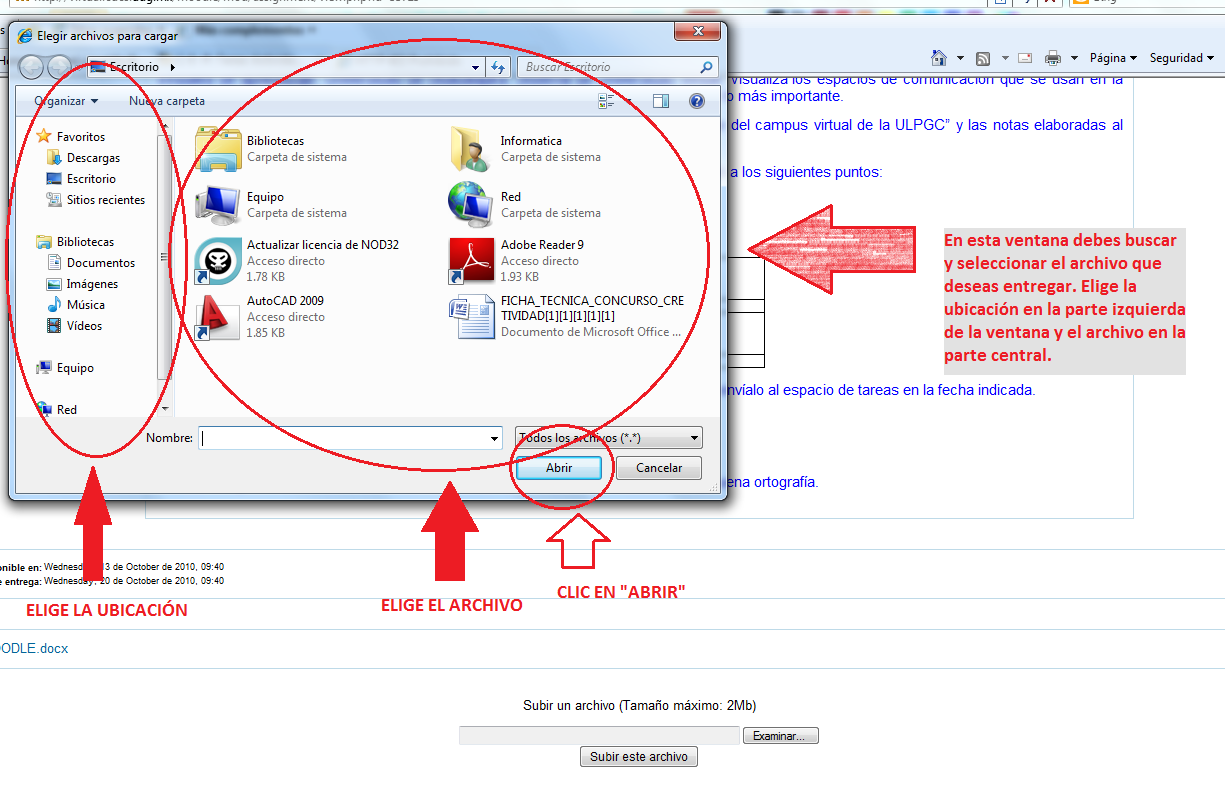 Elegir archivos para cargar
Escritorio
Buscar Escritorio
Página
Seguridad
Organizar
Nueva carpeta
Favoritos
Descargas
Escritorio
Sitios recientes
Bibliotecas
Documentos
Imágenes
Música
Vídeos
Equipo
Red
Bibliotecas
Carpeta de sistema
Informatica
Carpeta de sistema
Equipo
Carpeta de sistema
Red
Carpeta de sistema
Actualizar licencia de NOD32
Acceso directo
1.78 KB
Adobe Reader 9
Acceso directo
1.93 KB
AutoCAD 2009
Acceso directo
1.85 KB
FICHA_TECNICA_CONCURSO_CRE
TIVIDAD[1][1][1][1][1]
Documento de Microsoft Office ...
Nombre:
Todos los archivos (*.*)
Abrir
Cancelar
visualiza los espacios de comunicación que se usan en la
o más importante.
del campus virtual de la ULPGC” y las notas elaboradas al
a los siguientes puntos:
En esta ventana debes buscar
y seleccionar el archivo que
deseas entregar. Elige la
ubicación en la parte izquierda
de la ventana y el archivo en la
parte central.
nvíalo al espacio de tareas en la fecha indicada.
ena ortografía.
onible en: Wednesday, 13 de October de 2010, 09:40
e entrega: Wednesday, 20 de October de 2010, 09:40
ELIGE LA UBICACIÓN
ELIGE EL ARCHIVO
CLIC EN "ABRIR"
OODLE.docx
Subir un archivo (Tamaño máximo: 2Mb)
Examinar...
Subir este archivo